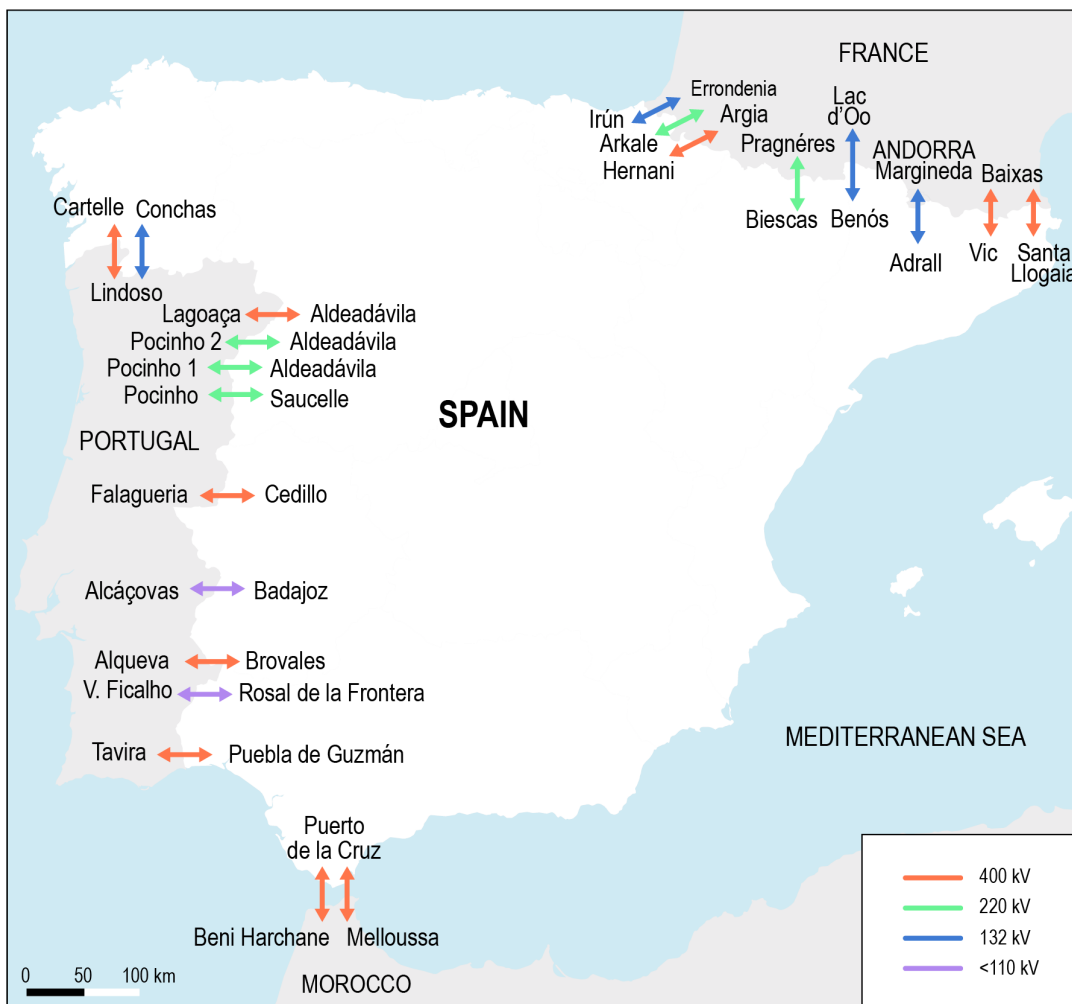 FRANCE
Errondenia
Lac
d'Oo
Irún
Argia
Arkale
Pragnéres
ANDORRA
Hernani
Margineda
Baixas
Cartelle
Conchas
Biescas
Benós
Adrall
Vic
Santa
Llogaia
Lindoso
Lagoaça
Aldeadávila
Pocinho 2
Aldeadávila
Pocinho 1
Aldeadávila
Pocinho
Saucelle
SPAIN
PORTUGAL
Falagueria
Cedillo
Alcáçovas
Badajoz
Alqueva
Brovales
V. Ficalho
Rosal de la Frontera
MEDITERRANEAN SEA
Tavira
Puebla de Guzmán
Puerto
de la Cruz
Beni Harchane
Melloussa
MOROCCO
0 50 100 km
400 kV
220 kV
132 kV
<110 kV